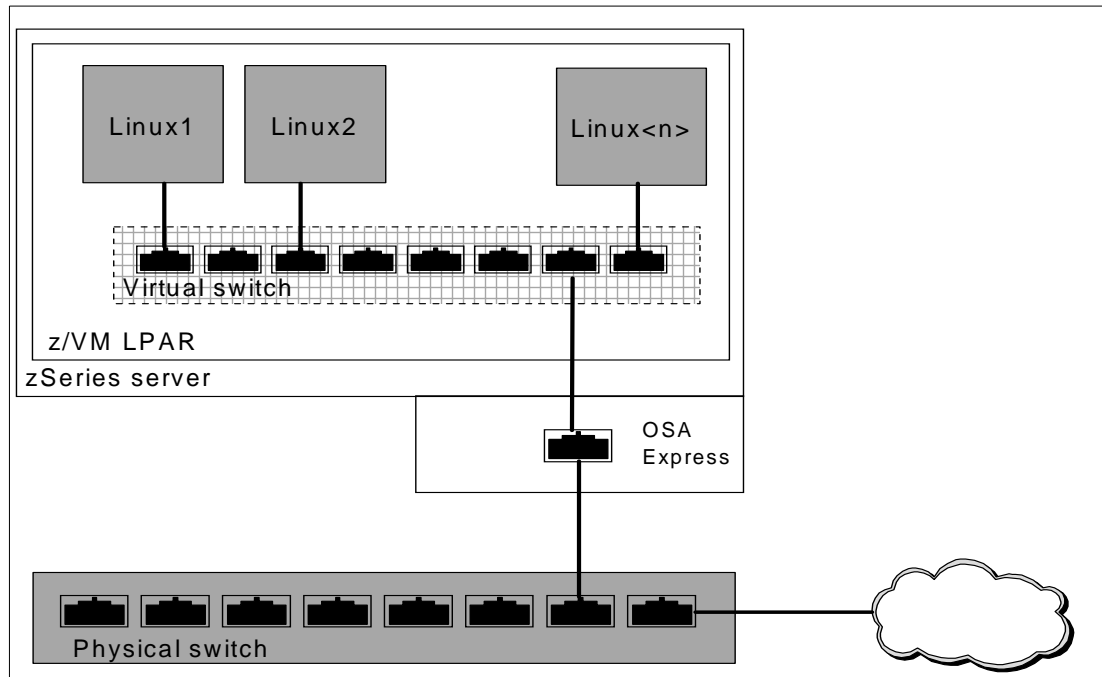 Linux1
Linux2
Linux<n>
Virtual switch
z/VM LPAR
zSeries server
OSA
Express
Physical switch